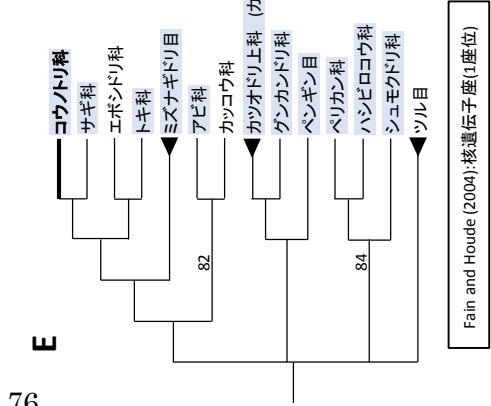 E
コウノトリ科
サギ科
エボシドリ科
トキ科
ミズナギドリ目
アビ科
カッコウ科
カツオドリ上科 (カ
グンカンドリ科
ペンギン目
ペリカン科
ハシビロコウ科
シュモクドリ科
ツル目
82
84
Fain and Houde (2004):核遺伝子座(1座位)
76